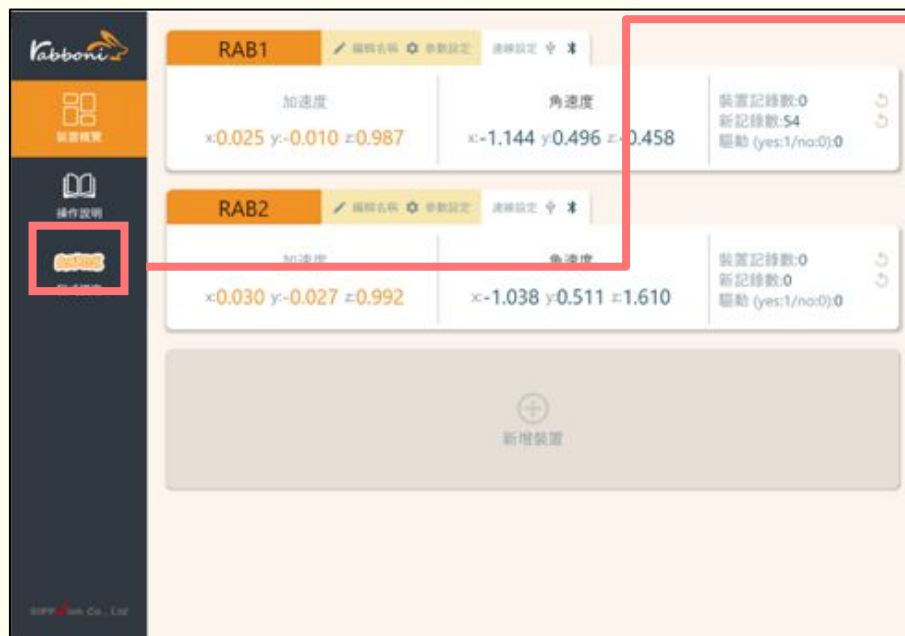 Rabboni
裝置概覽
操作說明
RAB1
編輯名稱 參數設定 連線設定
加速度
x:0.025 y:-0.010 z:0.987
角速度
x:-1.144 y:0.496 z:-0.458
裝置記錄數:0
新記錄數:54
驅動 (yes:1/no:0):0
RAB2
編輯名稱 參數設定 連線設定
加速度
x:0.030 y:-0.027 z:0.992
角速度
x:-1.038 y:0.511 z:1.610
裝置記錄數:0
新記錄數:0
驅動 (yes:1/no:0):0
新增裝置
Co., Ltd